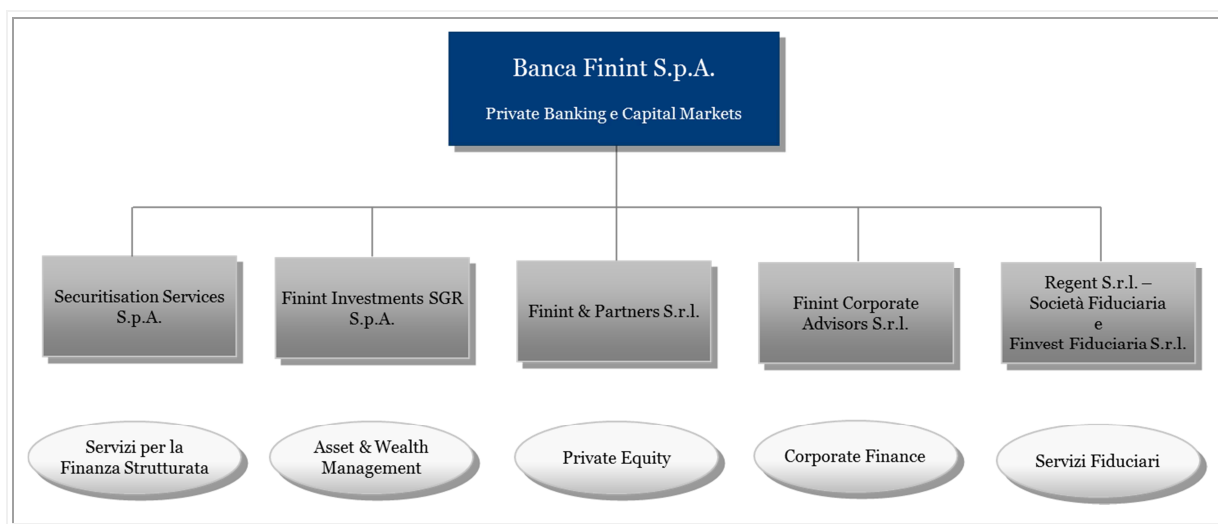 Banca Finint S.p.A.
Private Banking e Capital Markets
Securitisation Services
S.p.A.
Finint Investments SGR
S.p.A.
Finint & Partners S.r.l.
Finint Corporate
Advisors S.r.l.
Regent S.r.l. –
Società Fiduciaria
e
Finvest Fiduciaria S.r.l.
Servizi per la
Finanza Strutturata
Asset & Wealth
Management
Private Equity
Corporate Finance
Servizi Fiduciari